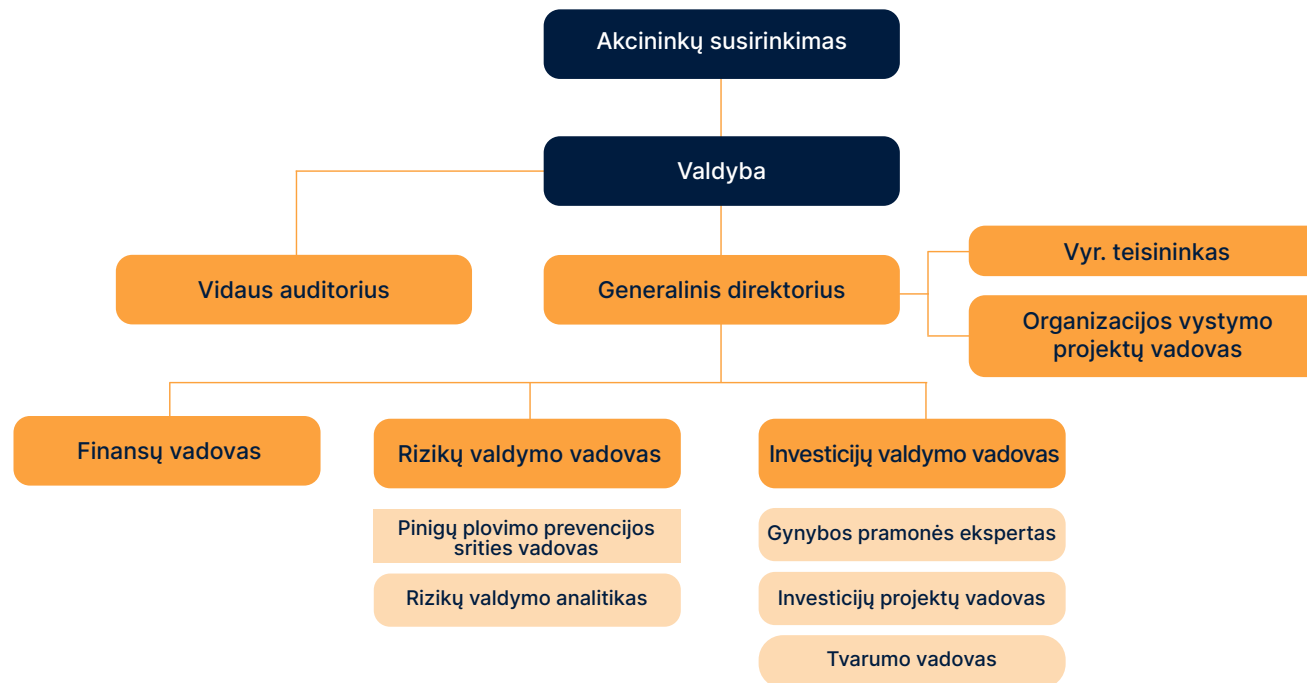 Akcininkų susirinkimas
Valdyba
Vidaus auditorius
Generalinis direktorius
Vyr. teisininkas
Organizacijos vystymo
projektų vadovas
Finansų vadovas
Rizikų valdymo vadovas
Investicijų valdymo vadovas
Pinigų plovimo prevencijos
srities vadovas
Rizikų valdymo analitikas
Gynybos pramonės ekspertas
Investicijų projektų vadovas
Tvarumo vadovas